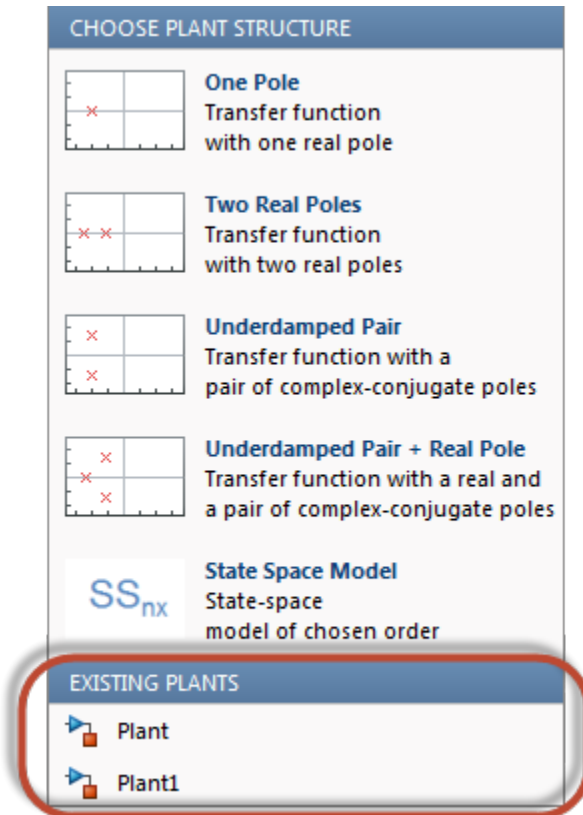 CHOOSE PLANT STRUCTURE
One Pole
Transfer function
with one real pole
Two Real Poles
Transfer function
with two real poles
Underdamped Pair
Transfer function with a
pair of complex-conjugate poles
Underdamped Pair + Real Pole
Transfer function with a real and
a pair of complex-conjugate poles
SSnx
State Space Model
State-space
model of chosen order
EXISTING PLANTS
Plant
Plant1